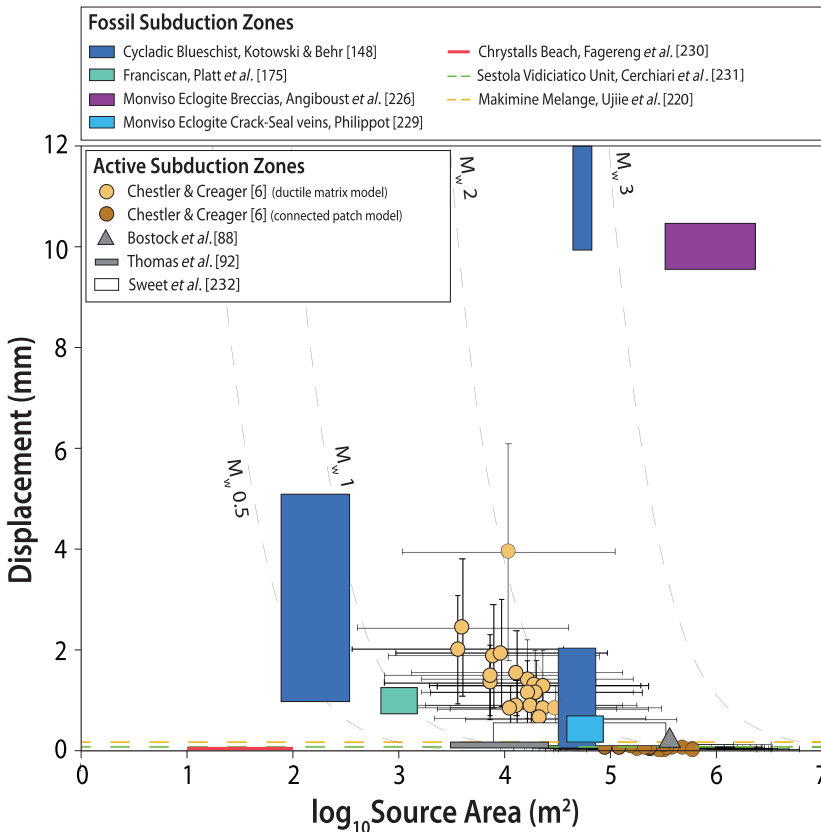 Fossil Subduction Zones
Cycladic Blueschist, Kotowski & Behr [148]
Franciscan, Platt et al. [175]
Monviso Eclogite Breccias, Angiboust et al. [226]
Monviso Eclogite Crack-Seal veins, Philippot [229]
Chrystalls Beach, Fagereng et al. [230]
Sestola Vidiciatico Unit, Cerchiari et al. [231]
Makimine Melange, Ujiie et al. [220]
Active Subduction Zones
Chestler & Creager [6] (ductile matrix model)
Chestler & Creager [6] (connected patch model)
Bostock et al. [88]
Thomas et al. [92]
Sweet et al. [232]
Mw 0.5
Mw 1
Mw 2
Mw 3
Displacement (mm)
12
10
8
6
4
2
0
0 1 2 3 4 5 6 7
log10Source Area (m²)